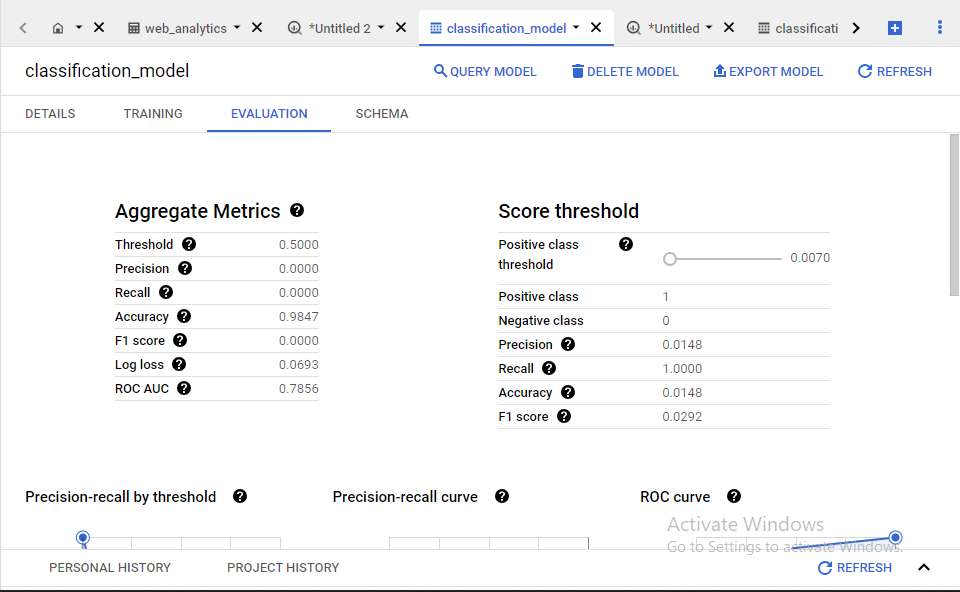 web_analytics
*Untitled 2
classification_model
*Untitled
classificati
classification_model
QUERY MODEL
DELETE MODEL
EXPORT MODEL
REFRESH
DETAILS
TRAINING
EVALUATION
SCHEMA
Aggregate Metrics
Threshold 0.5000
Precision 0.0000
Recall 0.0000
Accuracy 0.9847
F1 score 0.0000
Log loss 0.0693
ROC AUC 0.7856
Score threshold
Positive class
threshold
0.0070
Positive class 1
Negative class 0
Precision 0.0148
Recall 1.0000
Accuracy 0.0148
F1 score 0.0292
Precision-recall by threshold
Precision-recall curve
ROC curve
Activate Windows
Go to Settings to activate Windows.
PERSONAL HISTORY
PROJECT HISTORY
REFRESH